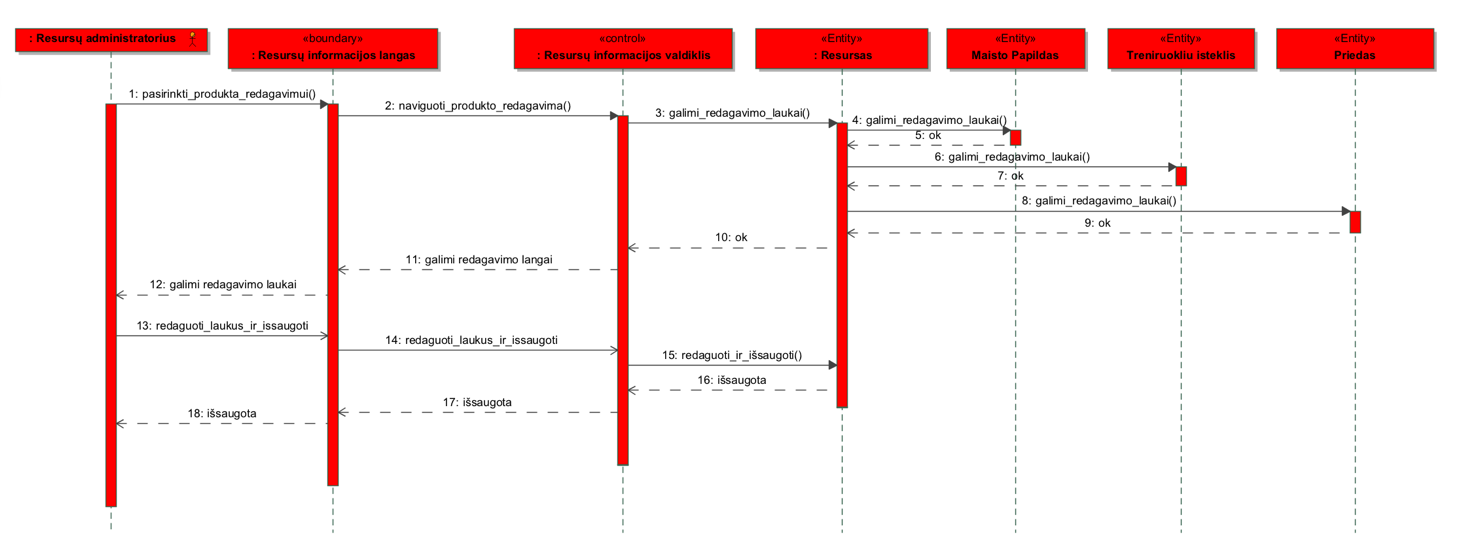 : Resursų administratorius
«boundary»
: Resursų informacijos langas
«control»
: Resursų informacijos valdiklis
«Entity»
: Resursas
«Entity»
Maisto Papildas
«Entity»
Treniruokliu isteklis
«Entity»
Priedas
1: pasirinkti_produkta_redagavimui()
2: naviguoti_produkto_redagavima()
3: galimi_redagavimo_laukai()
4: galimi_redagavimo_laukai()
5: ok
6: galimi_redagavimo_laukai()
7: ok
8: galimi_redagavimo_laukai()
9: ok
10: ok
11: galimi redagavimo langai
12: galimi redagavimo laukai
13: redaguoti_laukus_ir_issaugoti
14: redaguoti_laukus_ir_issaugoti
15: redaguoti_ir_išsaugoti()
16: išsaugota
17: išsaugota
18: išsaugota